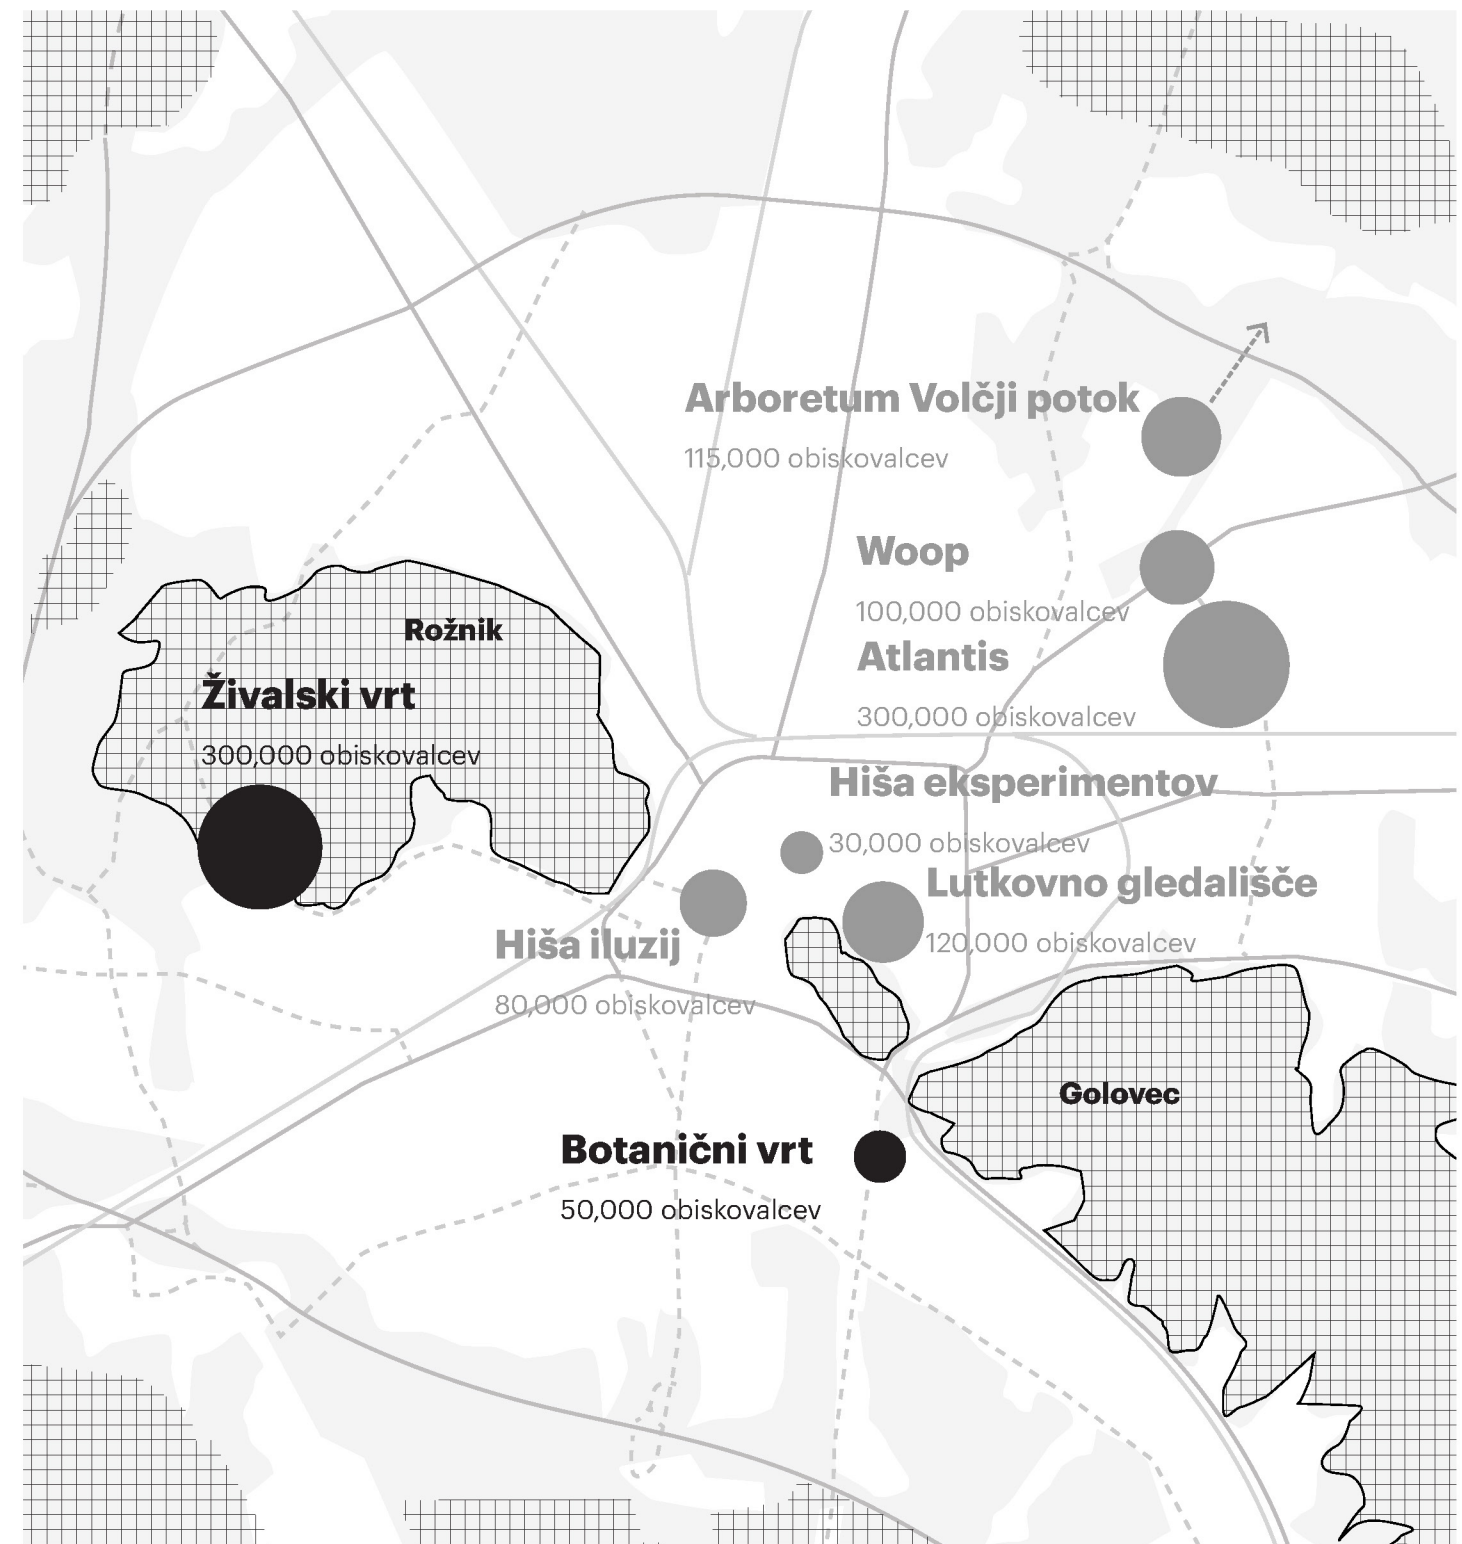 Arboretum Volčji potok
115,000 obiskovalcev
Woop
100,000 obiskovalcev
Rožnik
Atlantis
300,000 obiskovalcev
Živalski vrt
300,000 obiskovalcev
Hiša eksperimentov
30,000 obiskovalcev
Lutkovno gledališče
120,000 obiskovalcev
Hiša iluzij
80,000 obiskovalcev
Golovec
Botanični vrt
50,000 obiskovalcev